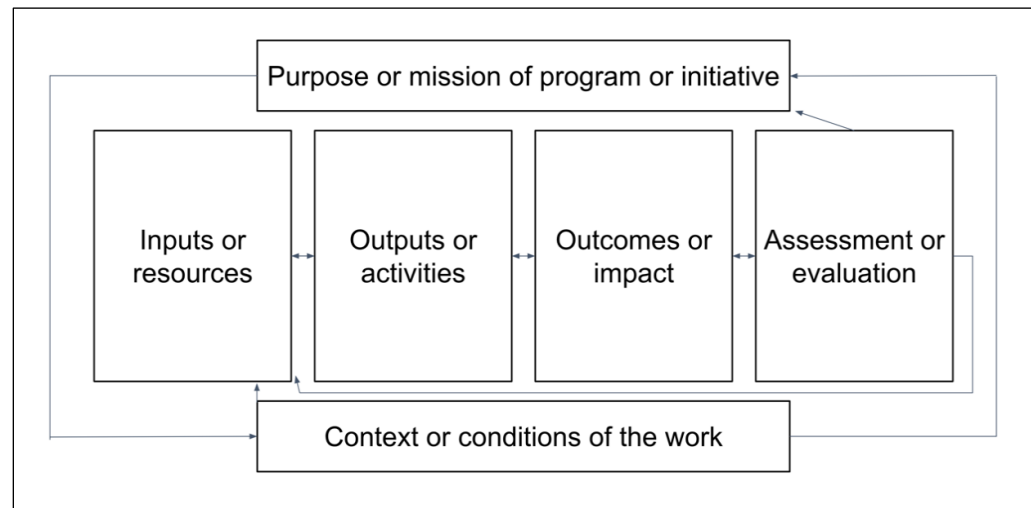 Purpose or mission of program or initiative
Inputs or
resources
Outputs or
activities
Outcomes or
impact
Assessment or
evaluation
Context or conditions of the work